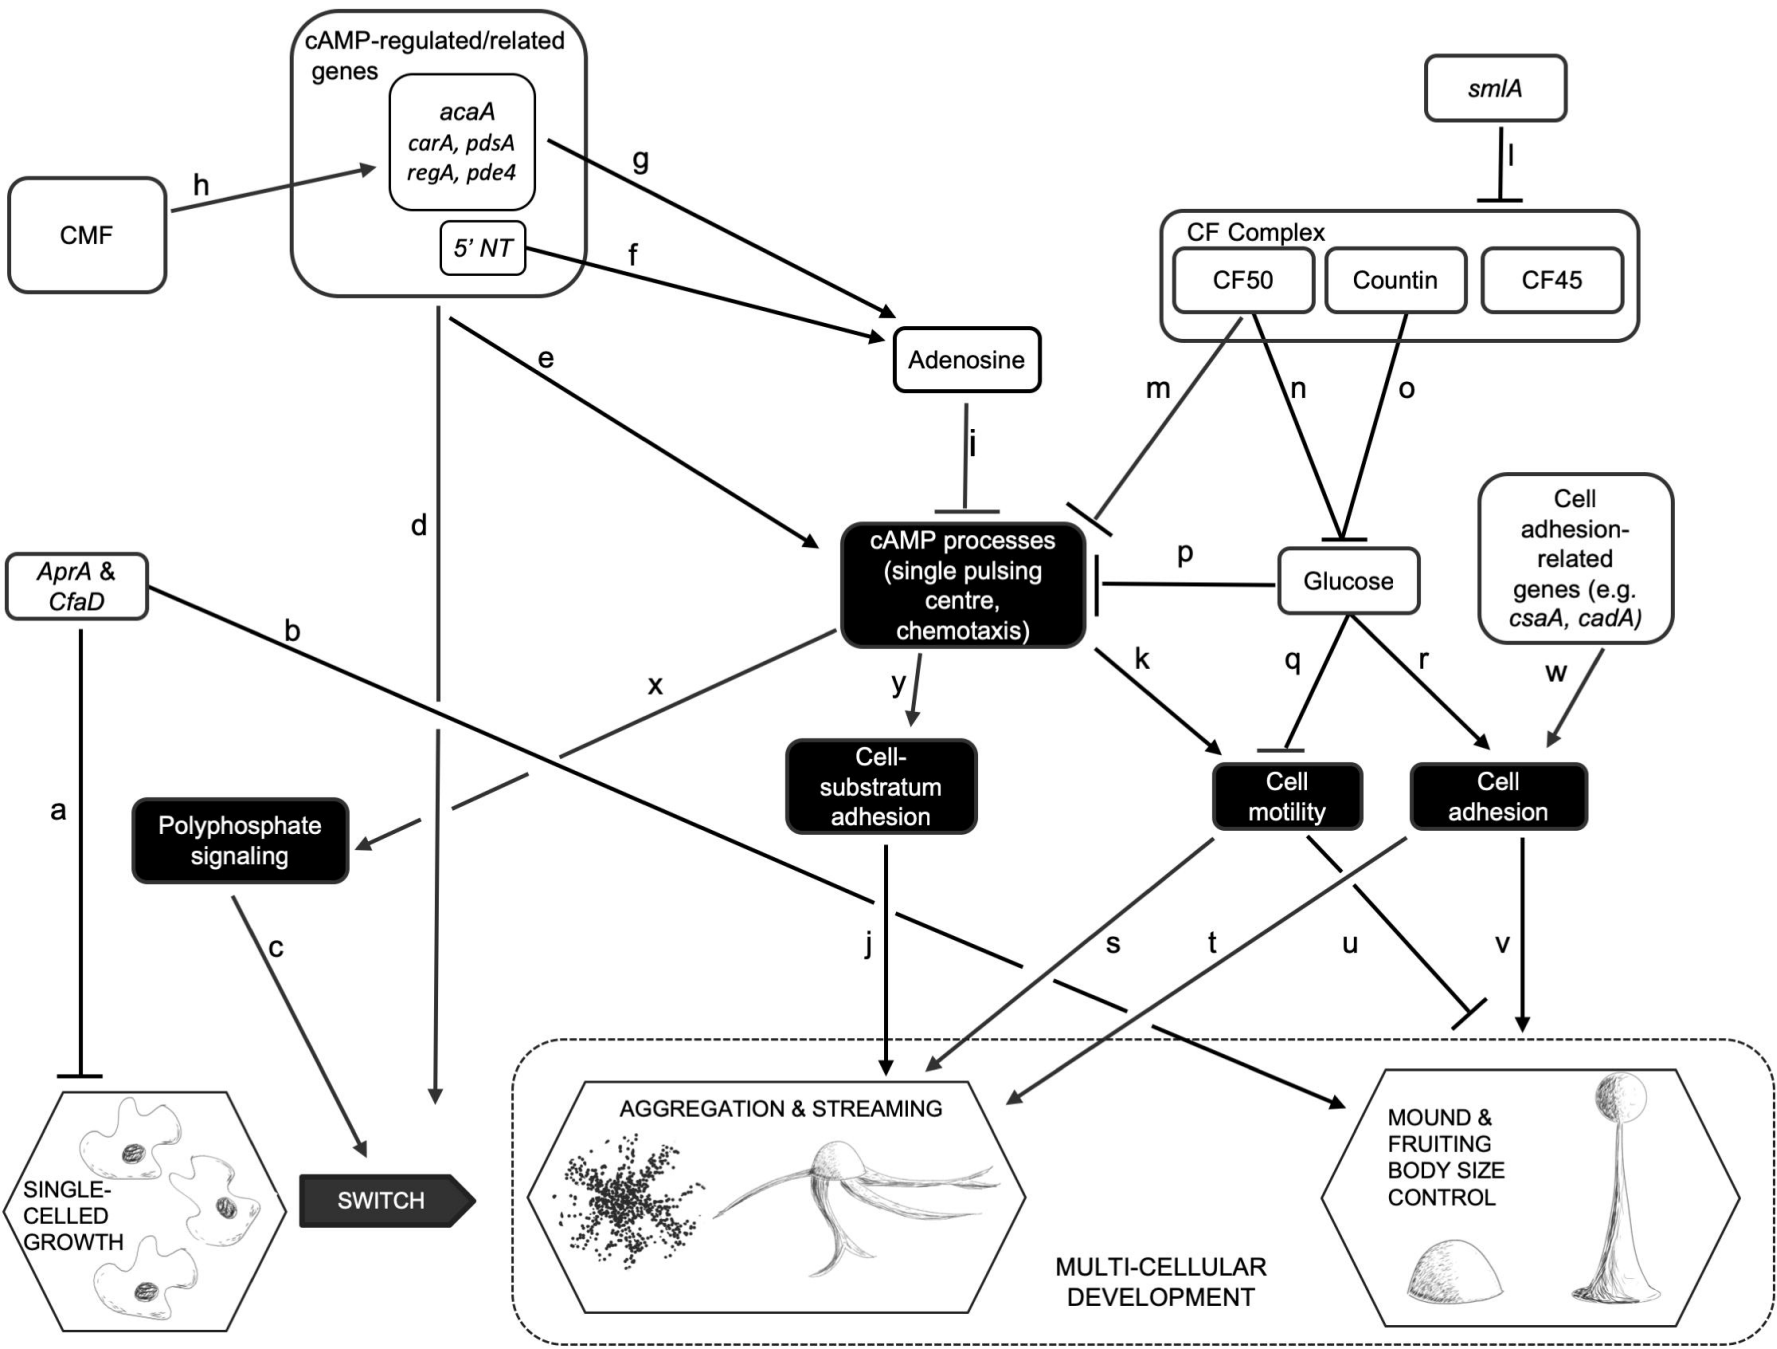 cAMP-regulated/related
genes
acaA
carA, pdsA
regA, pde4
5’ NT
CMF
h
g
f
e
d
smlA
l
CF Complex
CF50
Countin
CF45
Adenosine
i
m
n
o
p
Cell
adhesion-
related
genes (e.g.
csaA, cadA)
AprA &
CfaD
b
a
cAMP processes
(single pulsing
centre,
chemotaxis)
Glucose
x
y
k
q
r
w
Cell-
substratum
adhesion
Cell
motility
Cell
adhesion
Polyphosphate
signaling
c
j
s
t
u
v
SINGLE-
CELLED
GROWTH
SWITCH
AGGREGATION & STREAMING
MOUND &
FRUITING
BODY SIZE
CONTROL
MULTI-CELLULAR
DEVELOPMENT